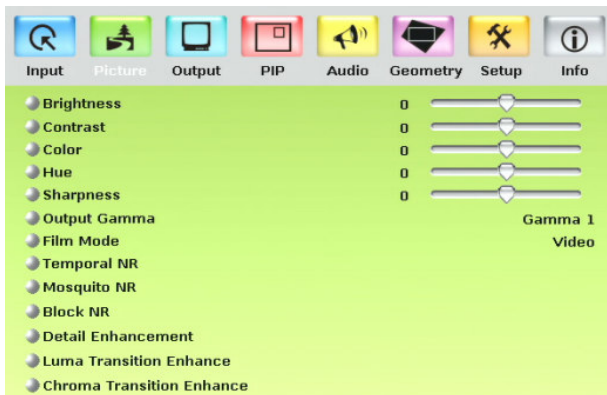 Input Picture Output PIP Audio Geometry Setup Info
Brightness 0
Contrast 0
Color 0
Hue 0
Sharpness 0
Output Gamma Gamma 1
Film Mode Video
Temporal NR
Mosquito NR
Block NR
Detail Enhancement
Luma Transition Enhance
Chroma Transition Enhance